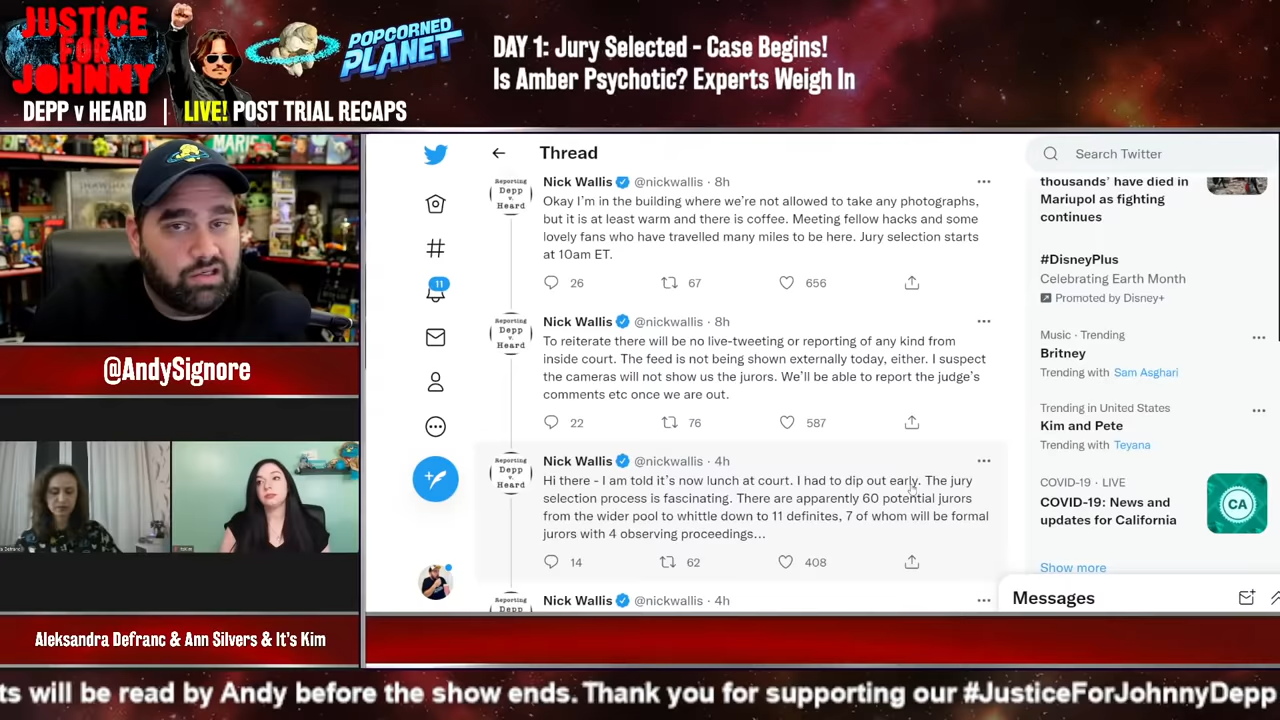 JUSTICE
FOR
JOHNNY
POPCORNED
PLANET
DEPP v HEARD | LIVE! POST TRIAL RECAPS
DAY 1: Jury Selected - Case Begins!
Is Amber Psychotic? Experts Weigh In
@AndySignore
Aleksandra Defranc & Ann Silvers & It's Kim
Thread
Reporting
Depp
v.
Heard
Nick Wallis @nickwallis · 8h
Okay I'm in the building where we're not allowed to take any photographs,
but it is at least warm and there is coffee. Meeting fellow hacks and some
lovely fans who have travelled many miles to be here. Jury selection starts
at 10am ET.
26 67 656
Reporting
Depp
v.
Heard
Nick Wallis @nickwallis · 8h
To reiterate there will be no live-tweeting or reporting of any kind from
inside court. The feed is not being shown externally today, either. I suspect
the cameras will not show us the jurors. We'll be able to report the judge's
comments etc once we are out.
22 76 587
11
Reporting
Depp
v.
Heard
Nick Wallis @nickwallis · 4h
Hi there - I am told it's now lunch at court. I had to dip out early. The jury
selection process is fascinating. There are apparently 60 potential jurors
from the wider pool to whittle down to 11 definites, 7 of whom will be formal
jurors with 4 observing proceedings...
14 62 408
Reporting
Depp
Nick Wallis @nickwallis · 4h
Search Twitter
thousands' have died in
Mariupol as fighting
continues
#DisneyPlus
Celebrating Earth Month
Promoted by Disney+
Music · Trending
Britney
Trending with Sam Asghari
Trending in United States
Kim and Pete
Trending with Teyana
COVID-19 · LIVE
COVID-19: News and
updates for California
CA
Show more
Messages
ts will be read by Andy before the show ends. Thank you for supporting our #JusticeForJohnnyDepp